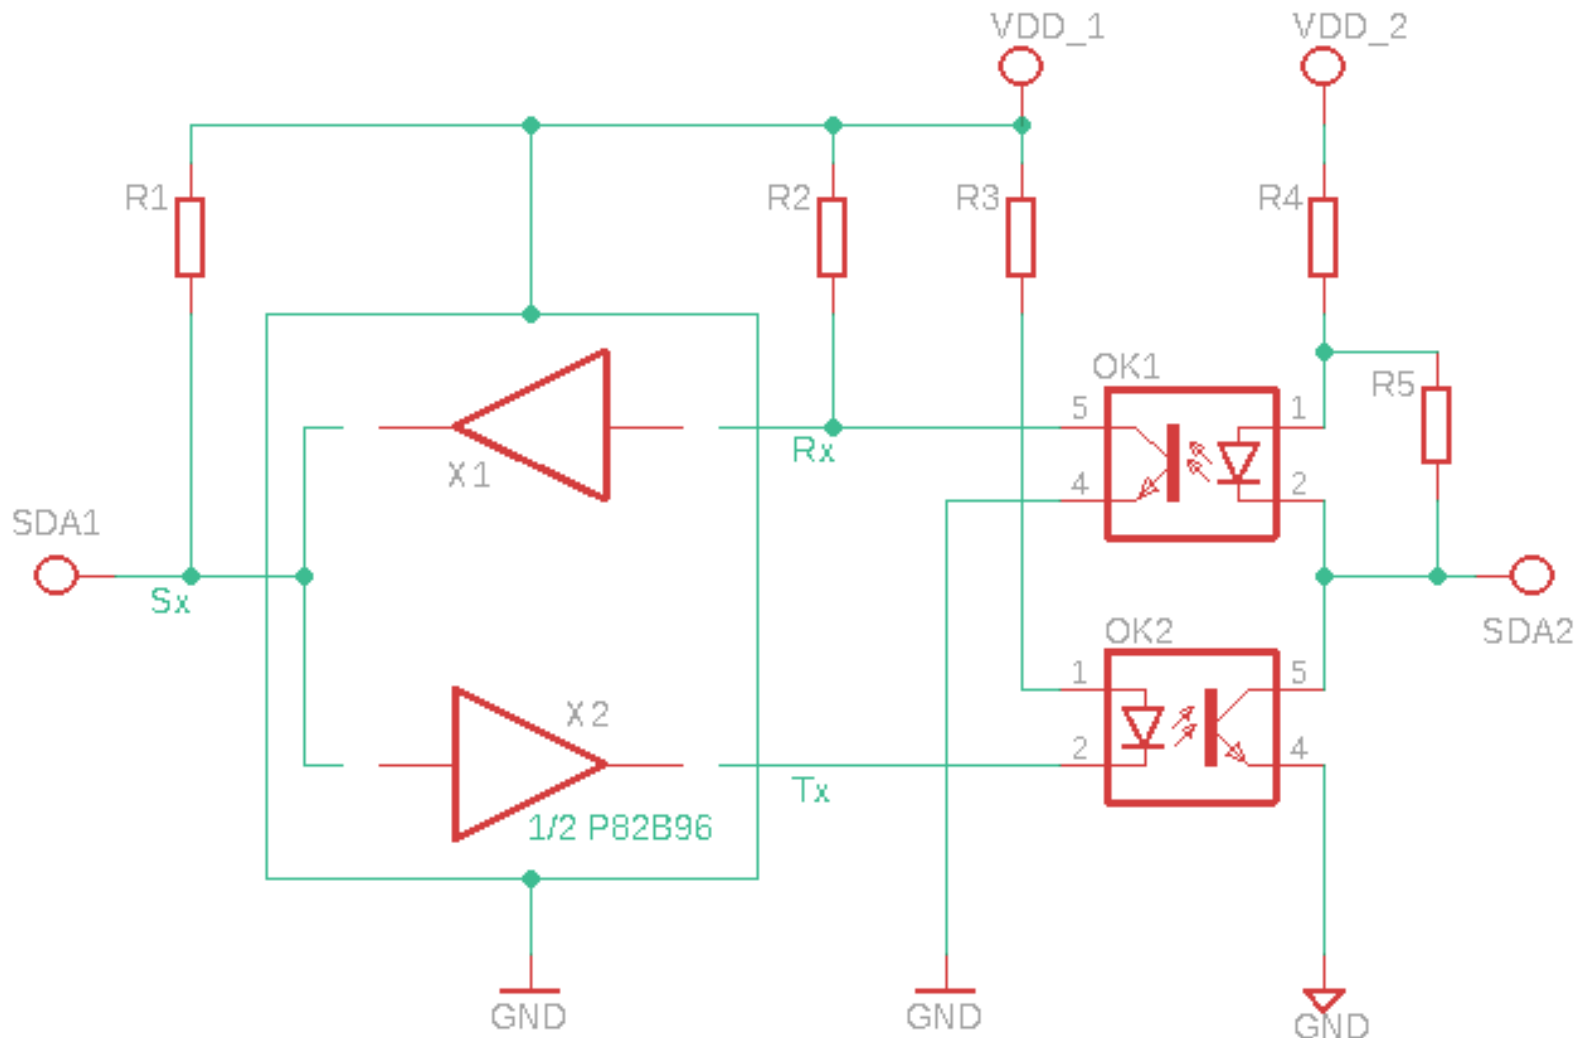 VDD_1
VDD_2
R1
R2
R3
R4
OK1
R5
5
1
Rx
X1
4
2
SDA1
Sx
SDA2
OK2
1
5
X2
2
4
Tx
1/2 P82B96
GND
GND
GND